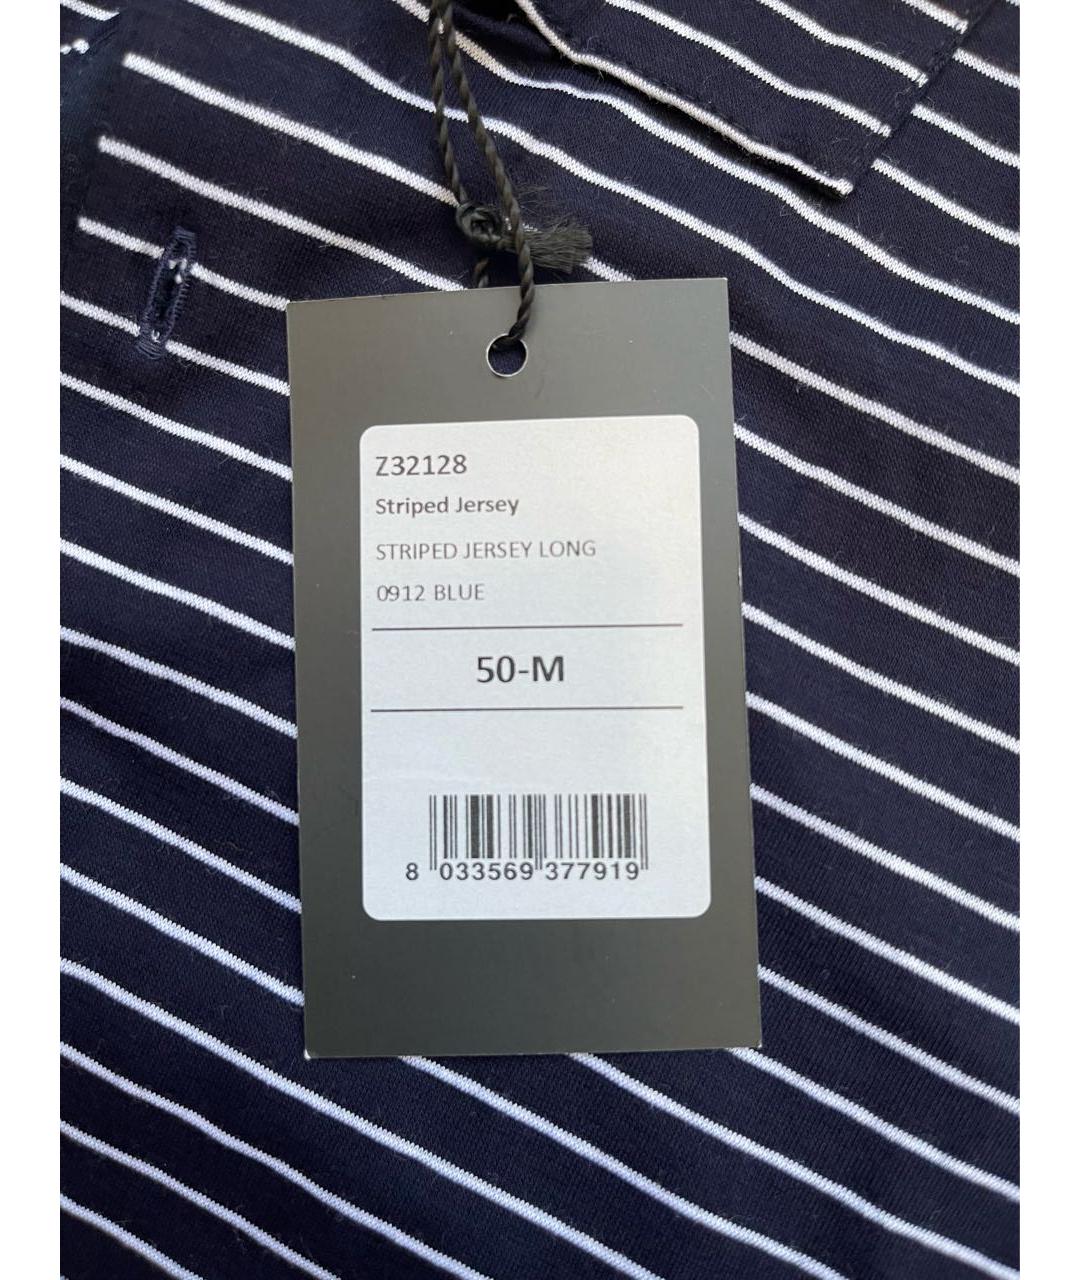 Z32128
Striped Jersey
STRIPED JERSEY LONG
0912 BLUE
50-M
8 033569 377919